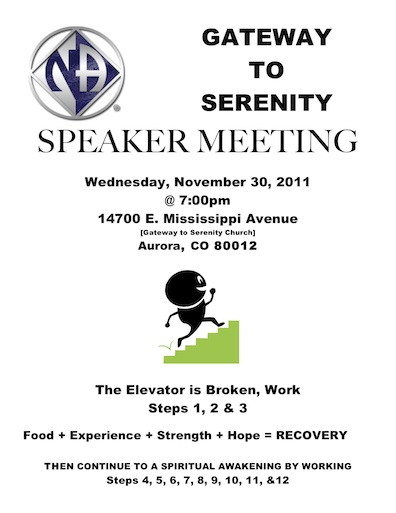 NA
®
GATEWAY
TO
SERENITY
SPEAKER MEETING
Wednesday, November 30, 2011
@ 7:00pm
14700 E. Mississippi Avenue
[Gateway to Serenity Church]
Aurora, CO 80012
The Elevator is Broken, Work
Steps 1, 2 & 3
Food + Experience + Strength + Hope = RECOVERY
THEN CONTINUE TO A SPIRITUAL AWAKENING BY WORKING
Steps 4, 5, 6, 7, 8, 9, 10, 11, &12